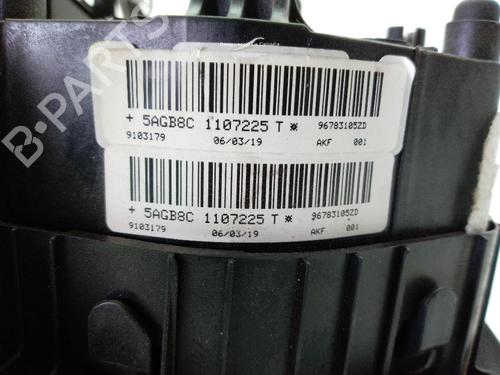 + 5AGB8C 1107225 T ※ 96783105ZD
9103179 06/03/19 AKF 001
+ 5AGB8C 1107225 T ※ 96783105ZD
9103179 06/03/19 AKF 001
B-PARTS